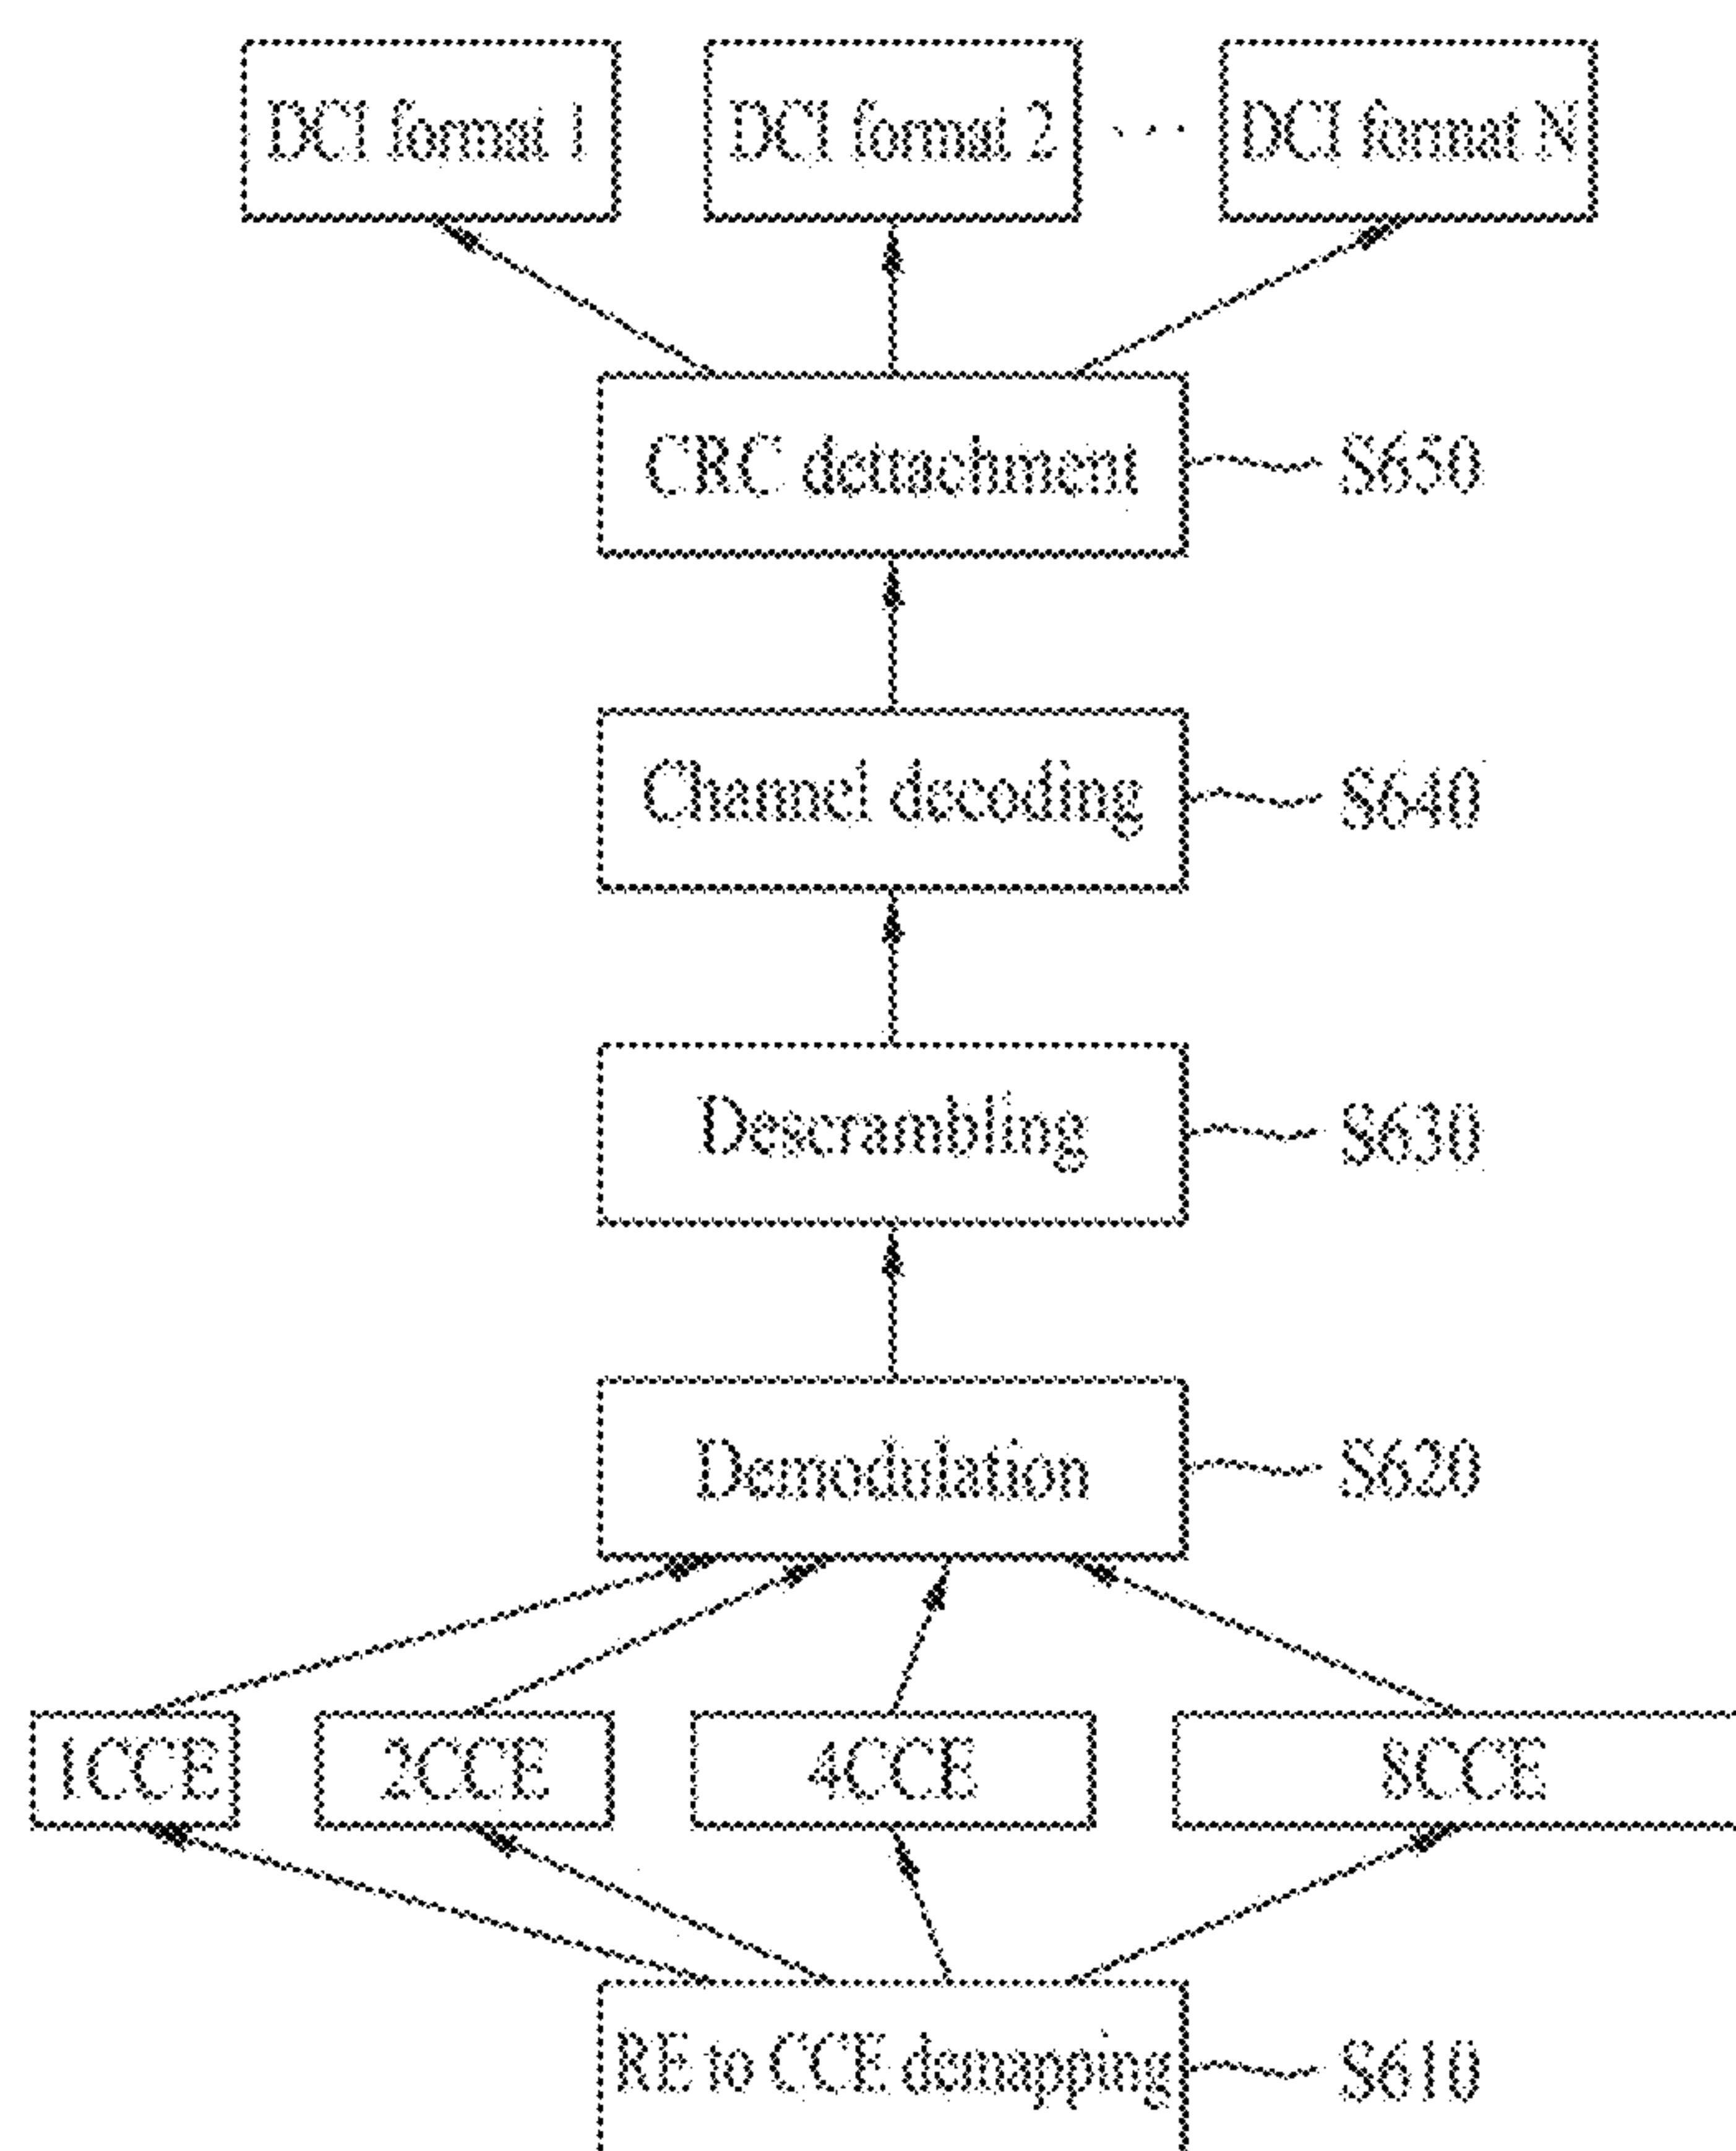 DCI format 1
DCI format 2
...
DCI format N
CRC dettachment
S650
Channel decoding
S640
Descrambling
S630
Demodulation
S620
1CCE
2CCE
4CCE
8CCE
RE to CCE demapping
S610